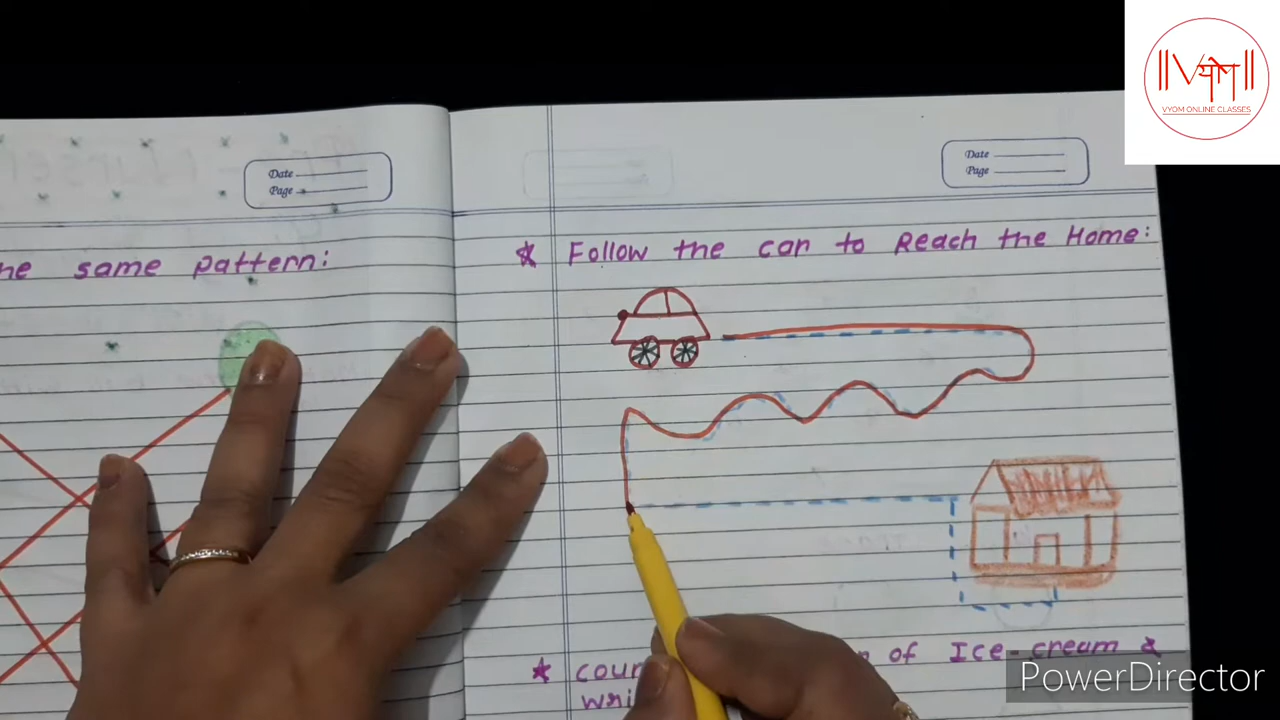 ||Vयोम||
VYOM ONLINE CLASSES
Date
Page
Date
Page
same pattern:
* Follow the car to Reach the Home:
* of Ice-cream &
PowerDirector